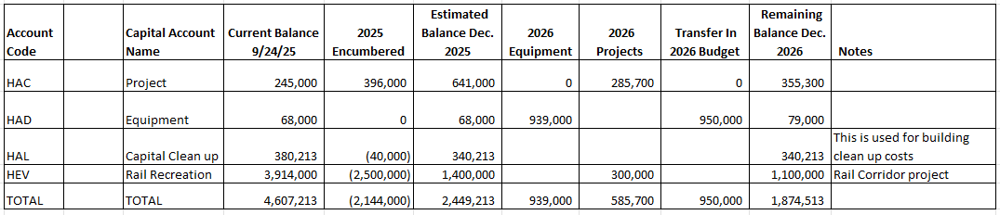 Account Code Capital Account Name Current Balance 9/24/25 2025 Encumbered Estimated Balance Dec. 2025 2026 Equipment 2026 Projects Transfer In 2026 Budget Remaining Balance Dec. 2026 Notes
HAC Project 245,000 396,000 641,000 0 285,700 0 355,300
HAD Equipment 68,000 0 68,000 939,000 950,000 79,000
HAL Capital Clean up 380,213 (40,000) 340,213 340,213 This is used for building clean up costs
HEV Rail Recreation 3,914,000 (2,500,000) 1,400,000 300,000 1,100,000 Rail Corridor project
TOTAL TOTAL 4,607,213 (2,144,000) 2,449,213 939,000 585,700 950,000 1,874,513